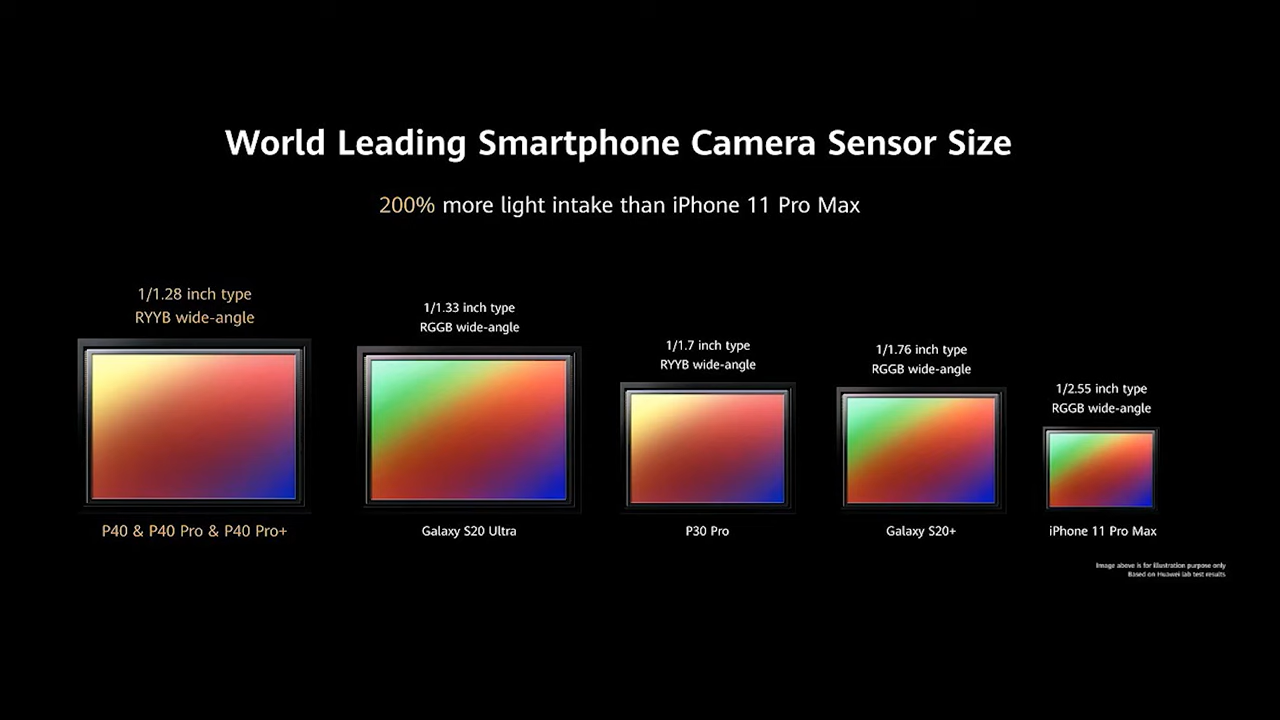 World Leading Smartphone Camera Sensor Size
200% more light intake than iPhone 11 Pro Max
1/1.28 inch type
RYYB wide-angle
P40 & P40 Pro & P40 Pro+
1/1.33 inch type
RGGB wide-angle
Galaxy S20 Ultra
1/1.7 inch type
RYYB wide-angle
P30 Pro
1/1.76 inch type
RGGB wide-angle
Galaxy S20+
1/2.55 inch type
RGGB wide-angle
iPhone 11 Pro Max
Image above is for illustration purpose only
Based on Huawei lab test results